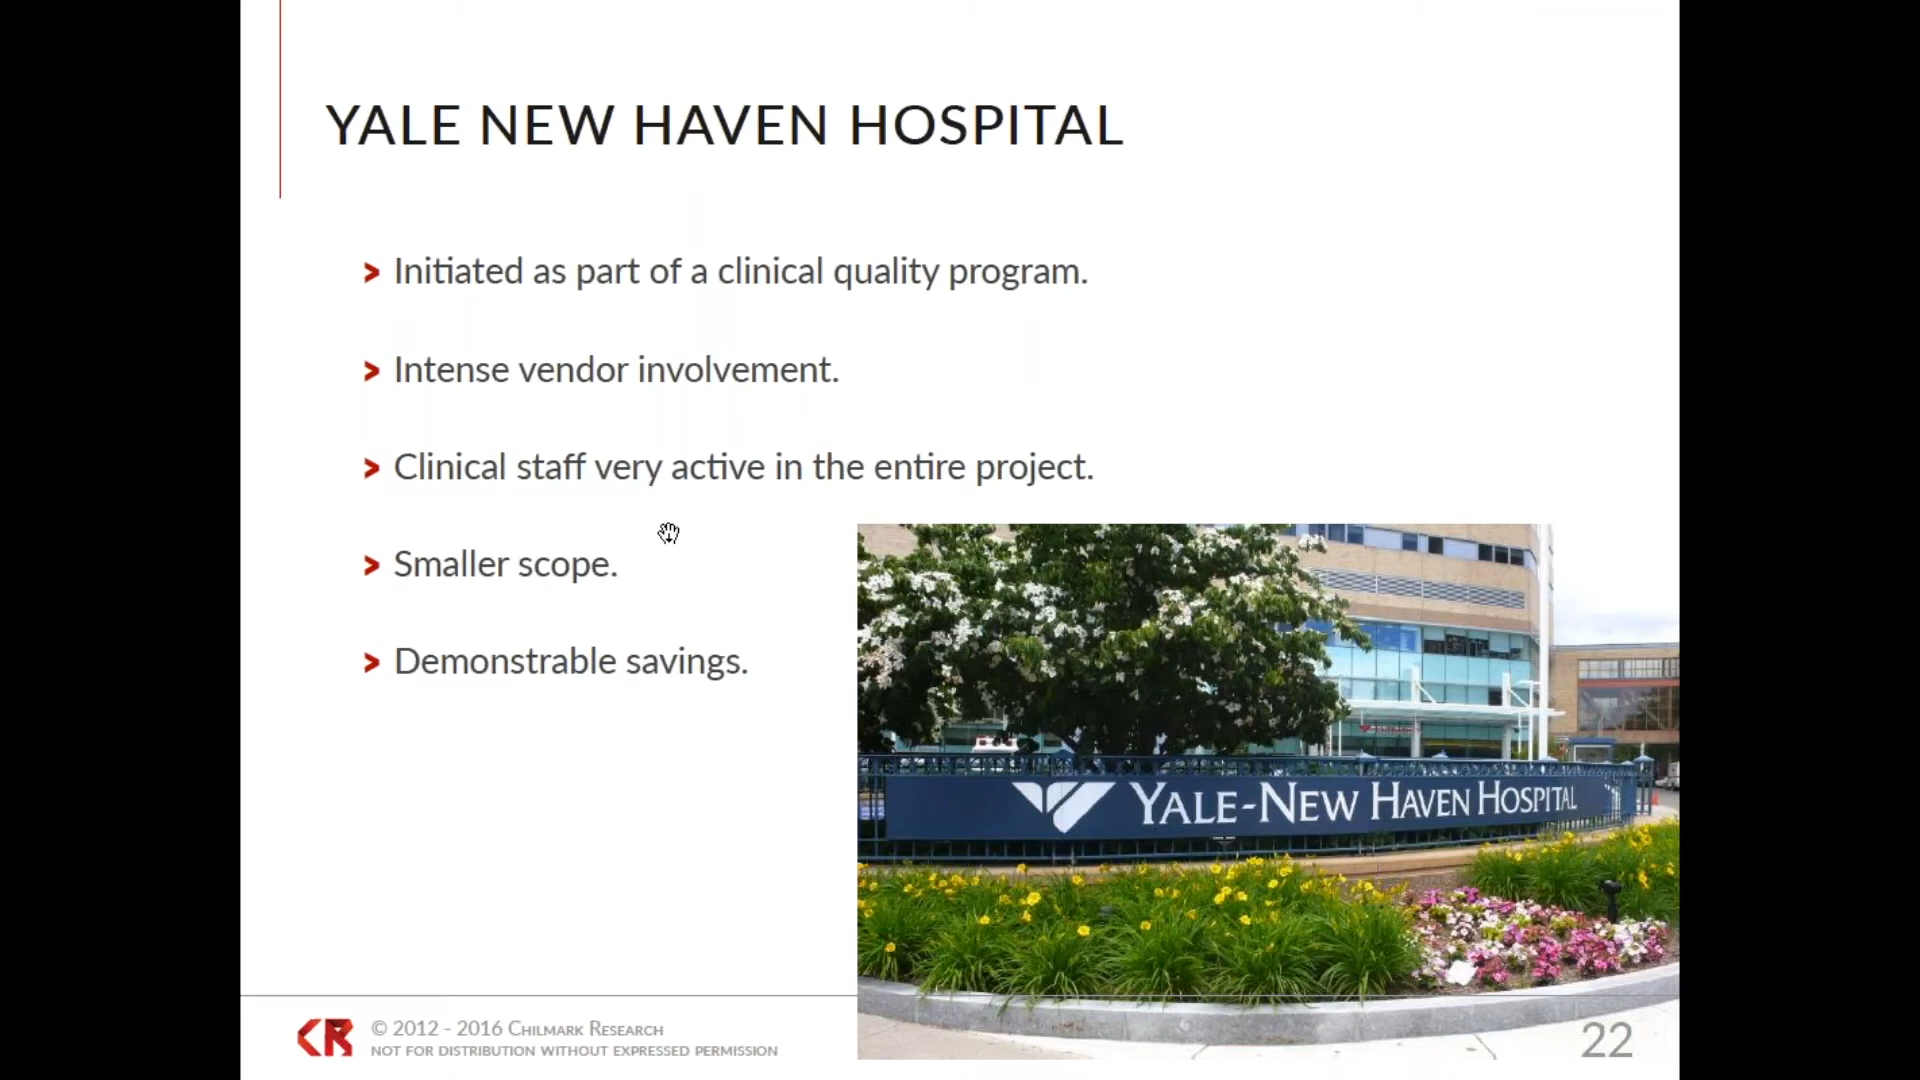 YALE NEW HAVEN HOSPITAL
> Initiated as part of a clinical quality program.
> Intense vendor involvement.
> Clinical staff very active in the entire project.
> Smaller scope.
> Demonstrable savings.
YALE-NEW HAVEN HOSPITAL
CR
© 2012 - 2016 CHILMARK RESEARCH
NOT FOR DISTRIBUTION WITHOUT EXPRESSED PERMISSION
22